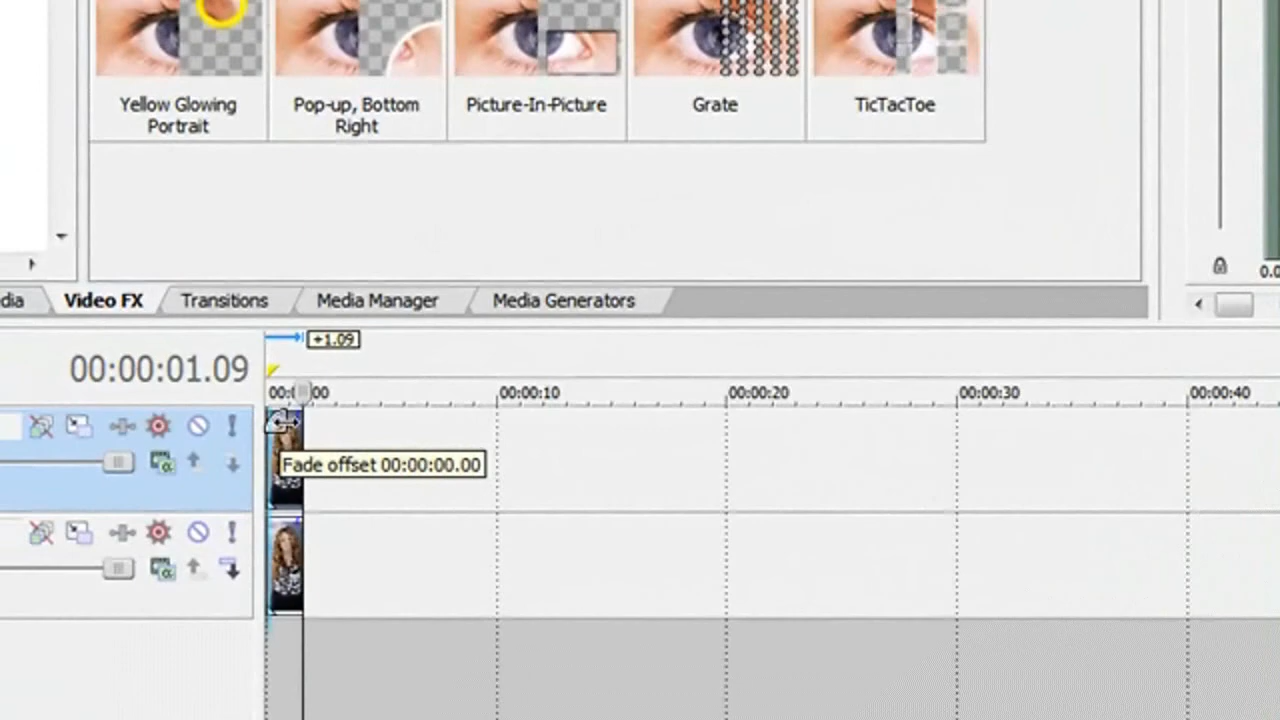 Yellow Glowing
Portrait
Pop-up, Bottom
Right
Picture-In-Picture
Grate
TicTacToe
0.0
dia
Video FX
Transitions
Media Manager
Media Generators
+1.09
00:00:01.09
00:00:10
00:00:20
00:00:30
00:00:40
Fade offset 00:00:00.00